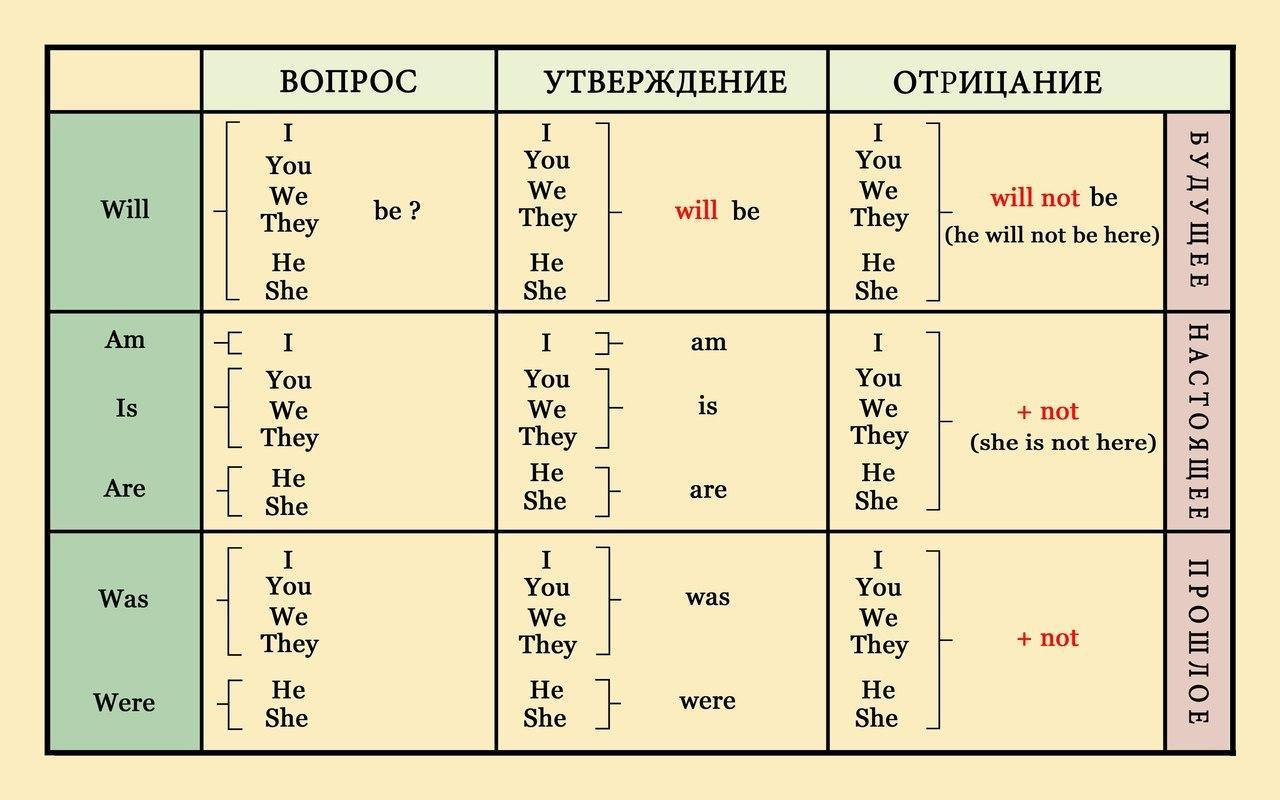 ВОПРОС УТВЕРЖДЕНИЕ ОТРИЦАНИЕ
Will
I
You
We
They
He
She
be ?
I
You
We
They
He
She
will be
I
You
We
They
He
She
will not be
(he will not be here)
БУДУЩЕЕ
Am
Is
Are
I
You
We
They
He
She
I
You
We
They
He
She
am
is
are
I
You
We
They
He
She
+ not
(she is not here)
НАСТОЯЩЕЕ
Was
Were
I
You
We
They
He
She
I
You
We
They
He
She
was
were
I
You
We
They
He
She
+ not
ПРОШЛОЕ